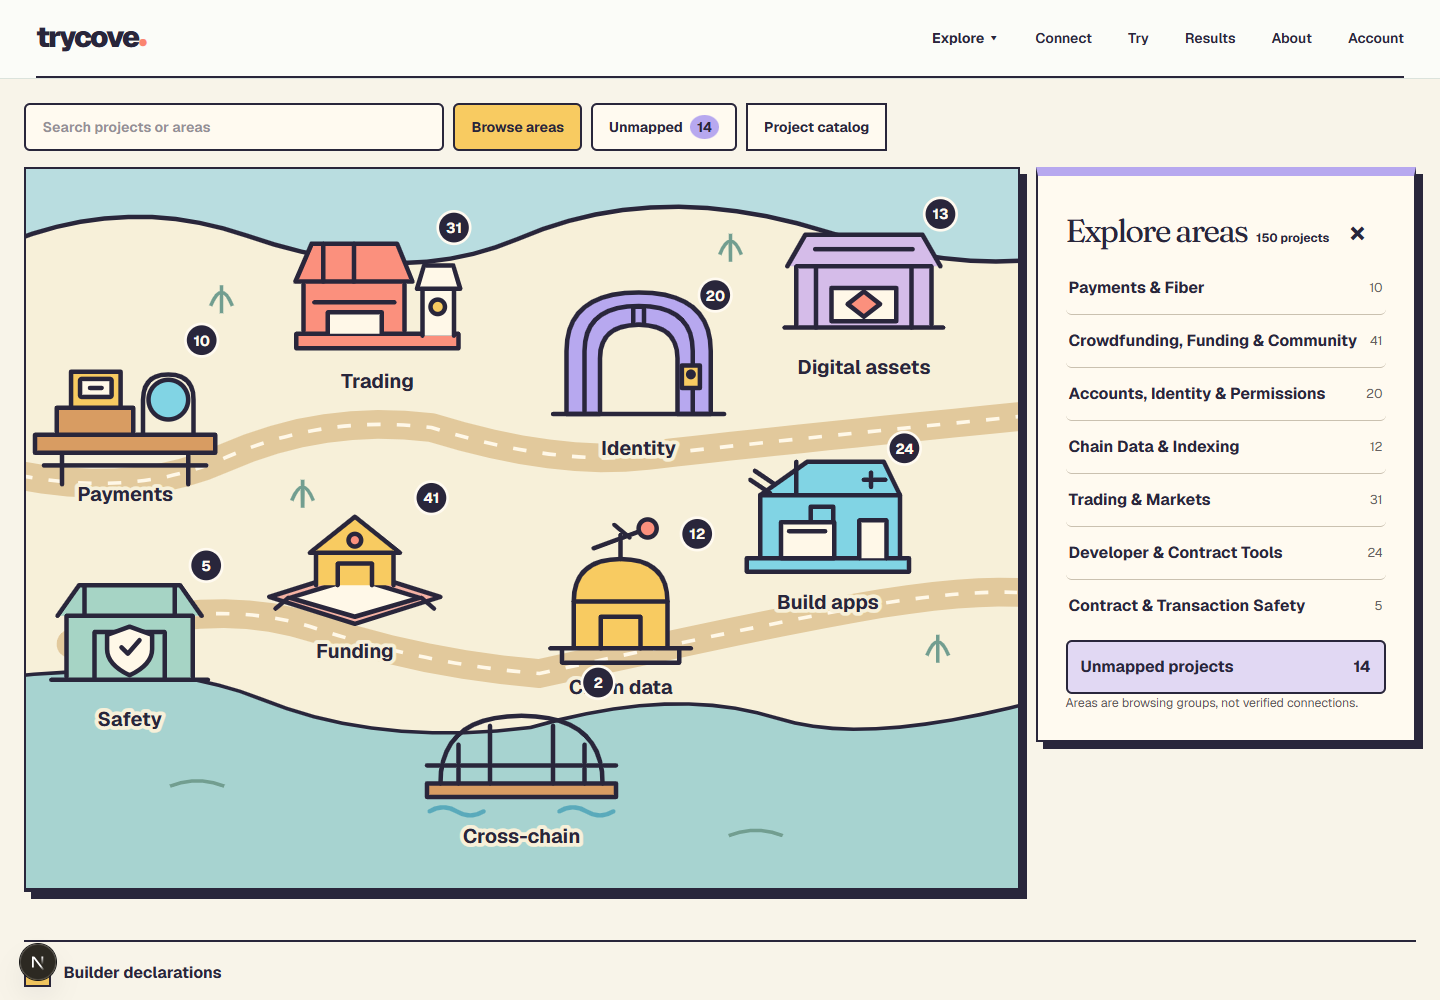 trycove.
Explore ▼ Connect Try Results About Account
Search projects or areas
Browse areas
Unmapped 14
Project catalog
31
13
20
10
Trading
Digital assets
Identity
24
Payments
41
12
5
Build apps
Funding
2
n data
Safety
Cross-chain
Explore areas 150 projects ×
Payments & Fiber 10
Crowdfunding, Funding & Community 41
Accounts, Identity & Permissions 20
Chain Data & Indexing 12
Trading & Markets 31
Developer & Contract Tools 24
Contract & Transaction Safety 5
Unmapped projects 14
Areas are browsing groups, not verified connections.
N
Builder declarations